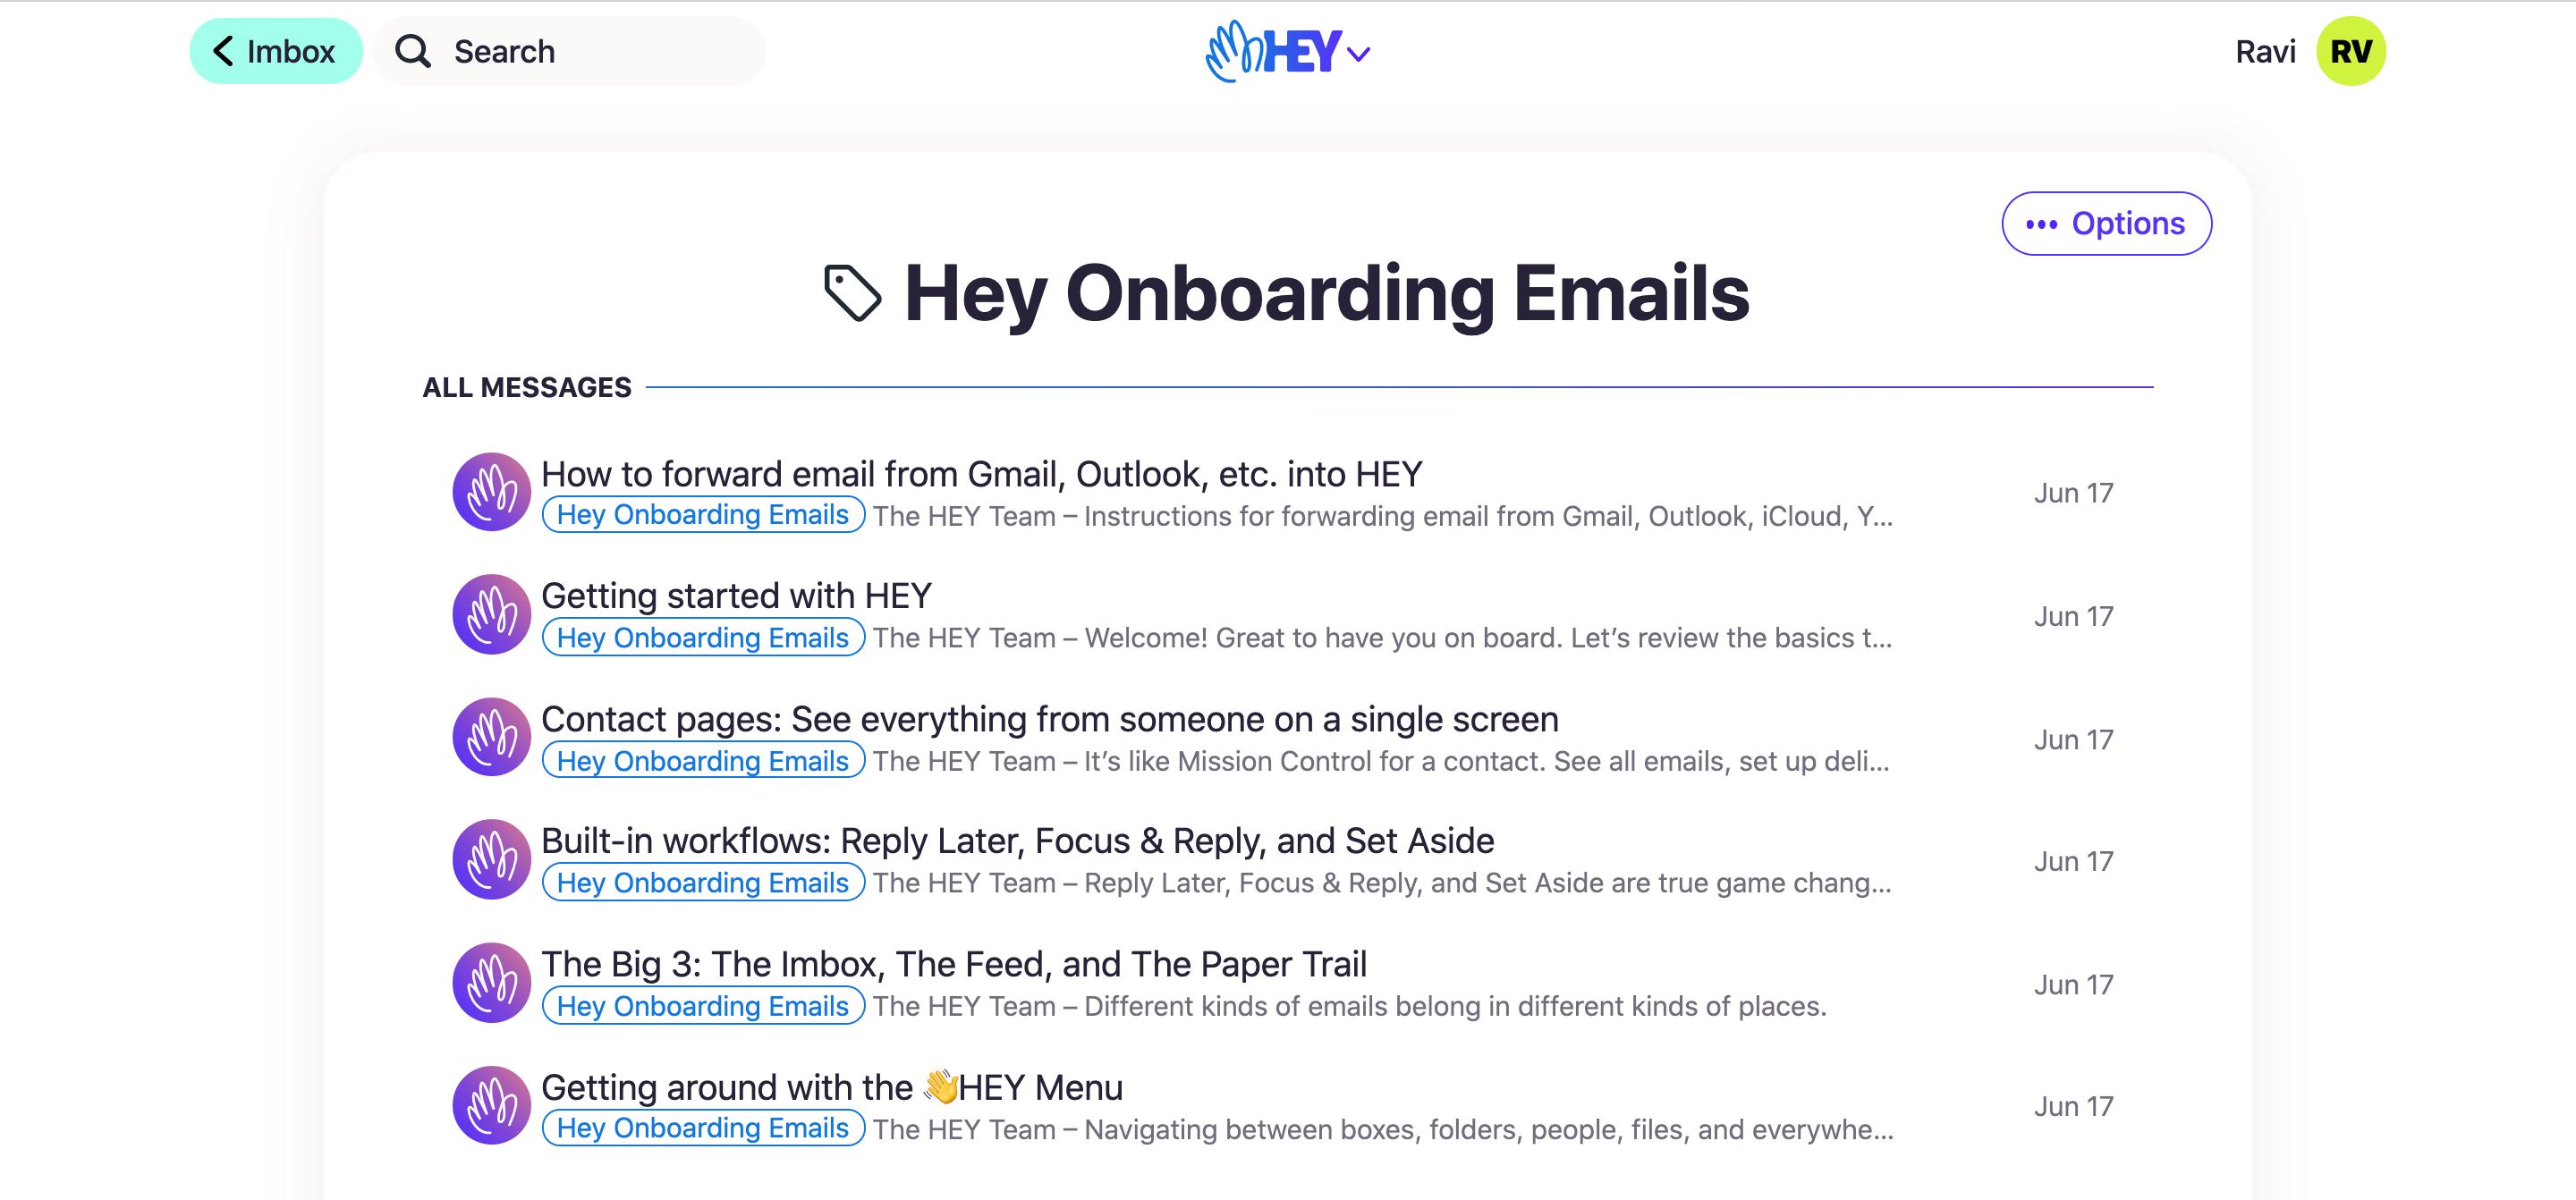 Imbox
Search
HEY
Ravi
RV
Options
Hey Onboarding Emails
ALL MESSAGES
How to forward email from Gmail, Outlook, etc. into HEY
Hey Onboarding Emails The HEY Team – Instructions for forwarding email from Gmail, Outlook, iCloud, Y...
Jun 17
Getting started with HEY
Hey Onboarding Emails The HEY Team – Welcome! Great to have you on board. Let’s review the basics t...
Jun 17
Contact pages: See everything from someone on a single screen
Hey Onboarding Emails The HEY Team – It’s like Mission Control for a contact. See all emails, set up deli...
Jun 17
Built-in workflows: Reply Later, Focus & Reply, and Set Aside
Hey Onboarding Emails The HEY Team – Reply Later, Focus & Reply, and Set Aside are true game chang...
Jun 17
The Big 3: The Imbox, The Feed, and The Paper Trail
Hey Onboarding Emails The HEY Team – Different kinds of emails belong in different kinds of places.
Jun 17
Getting around with the 👋HEY Menu
Hey Onboarding Emails The HEY Team – Navigating between boxes, folders, people, files, and everywhe...
Jun 17